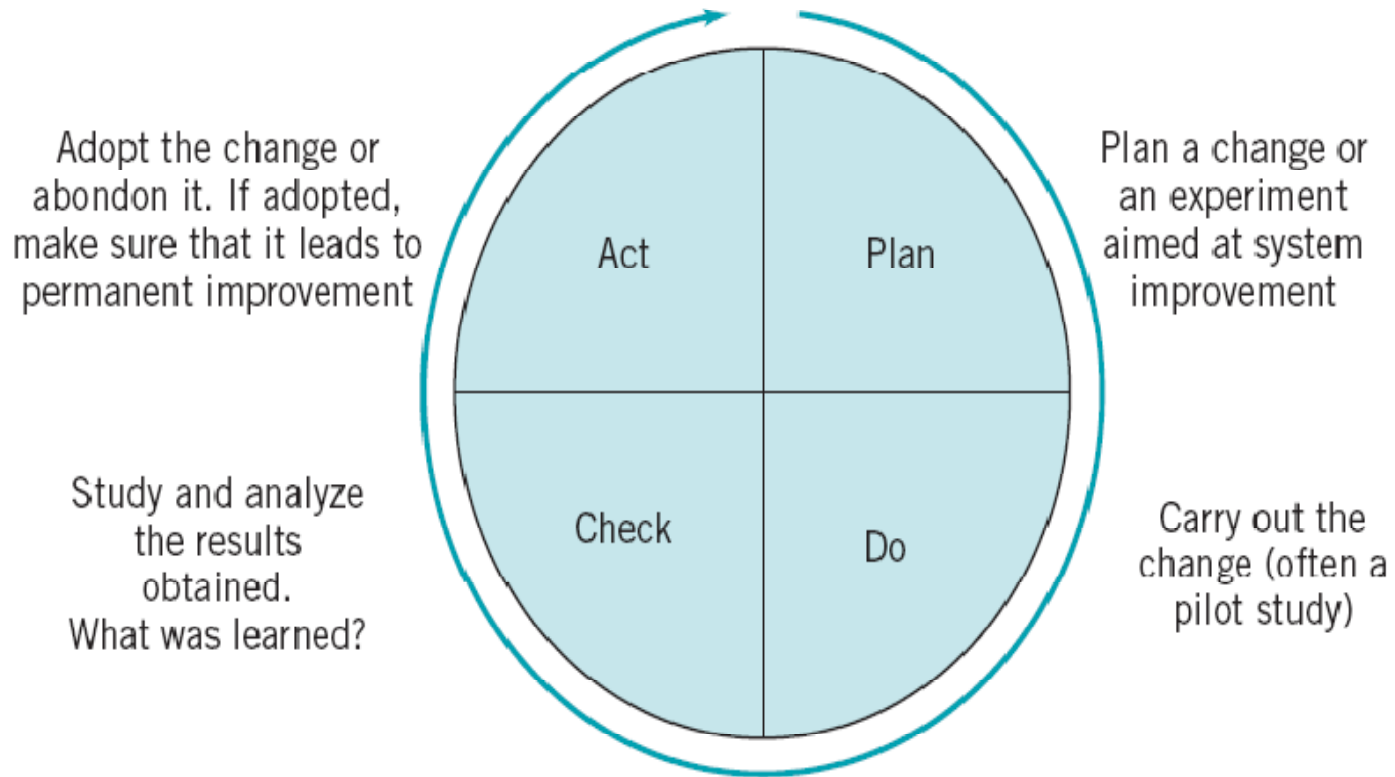 Adopt the change or
abondon it. If adopted,
make sure that it leads to
permanent improvement
Act
Plan
Plan a change or
an experiment
aimed at system
improvement
Study and analyze
the results
obtained.
What was learned?
Check
Do
Carry out the
change (often a
pilot study)